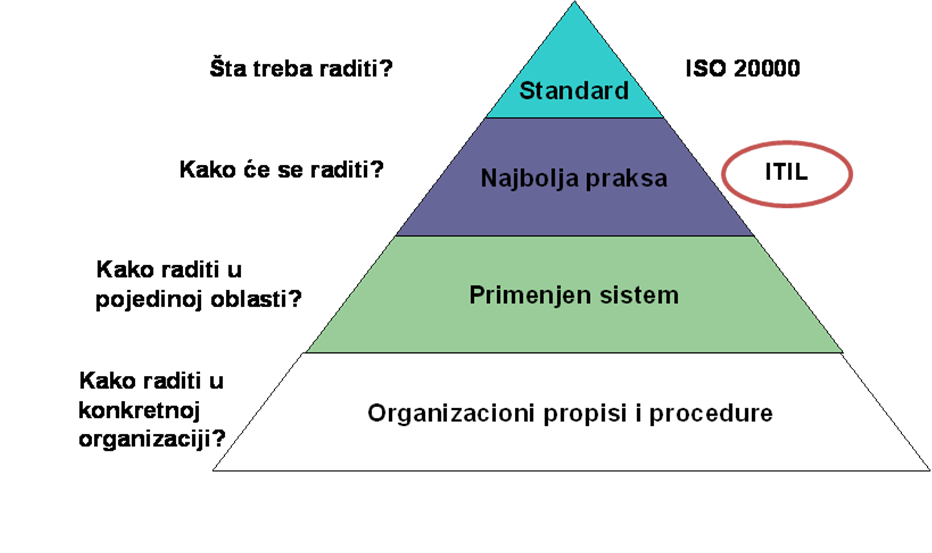 Šta treba raditi?
Standard
ISO 20000
Kako će se raditi?
Najbolja praksa
ITIL
Kako raditi u
pojedinoj oblasti?
Primenjen sistem
Kako raditi u
konkretnoj
organizaciji?
Organizacioni propisi i procedure